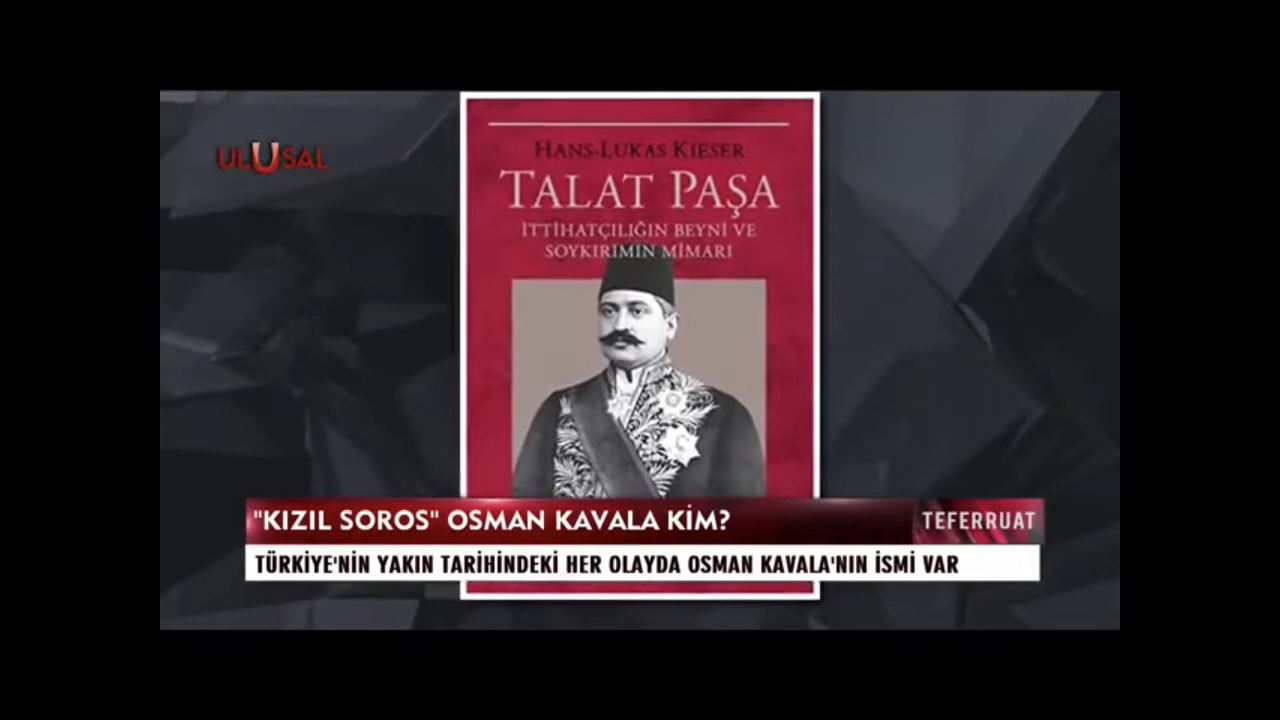 ULUSAL
HANS-LUKAS KIESER
TALAT PAŞA
İTTİHATÇILIĞIN BEYNİ VE
SOYKIRIMIN MİMARI
"KIZIL SOROS" OSMAN KAVALA KİM?
TEFERRUAT
TÜRKİYE'NİN YAKIN TARİHİNDEKİ HER OLAYDA OSMAN KAVALA'NIN İSMİ VAR